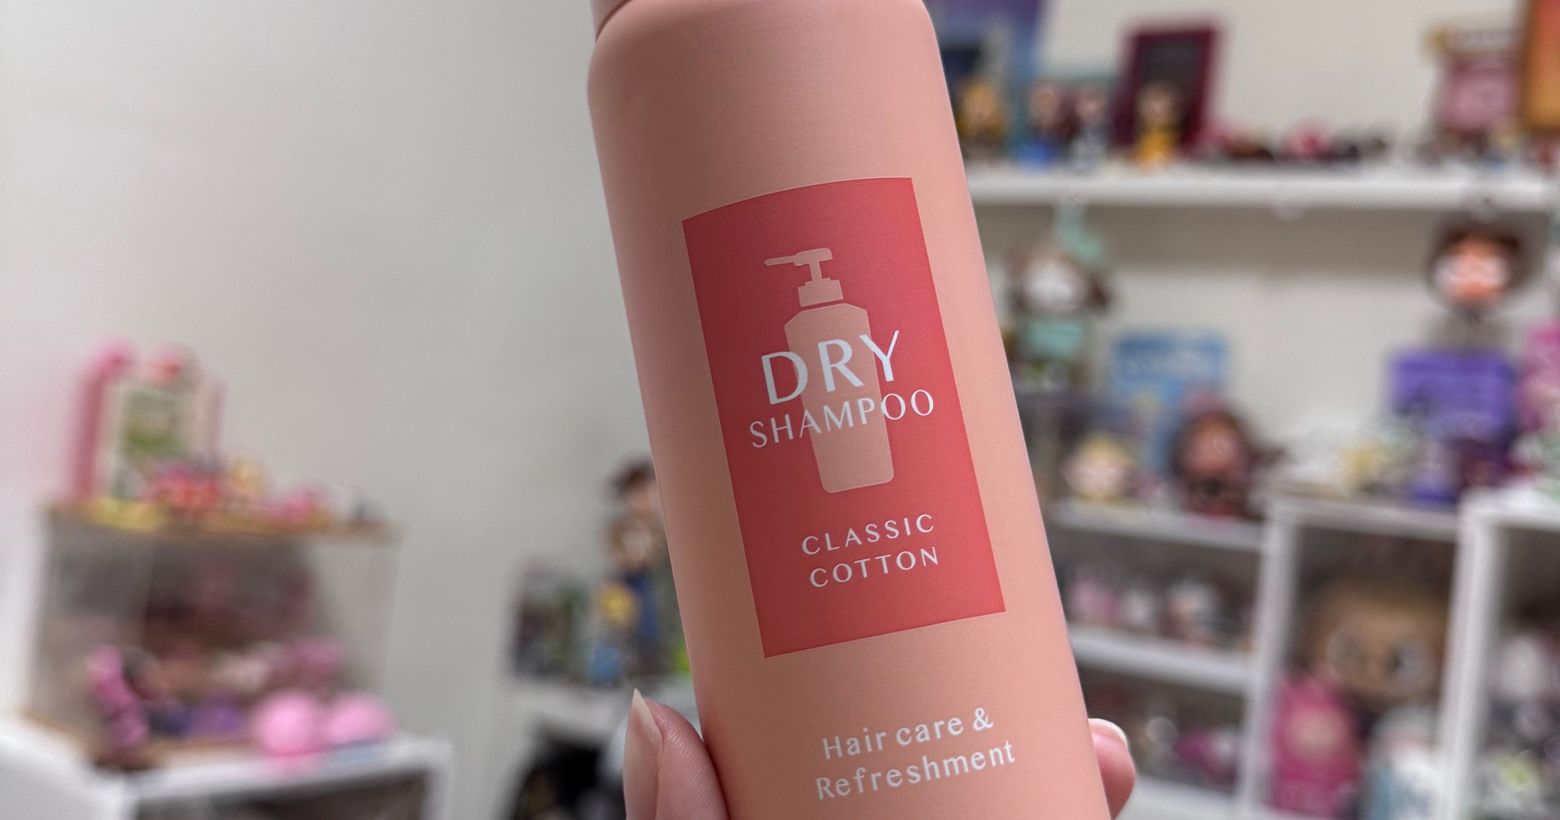 DRY
SHAMPOO
CLASSIC
COTTON
Hair care &
Refreshment